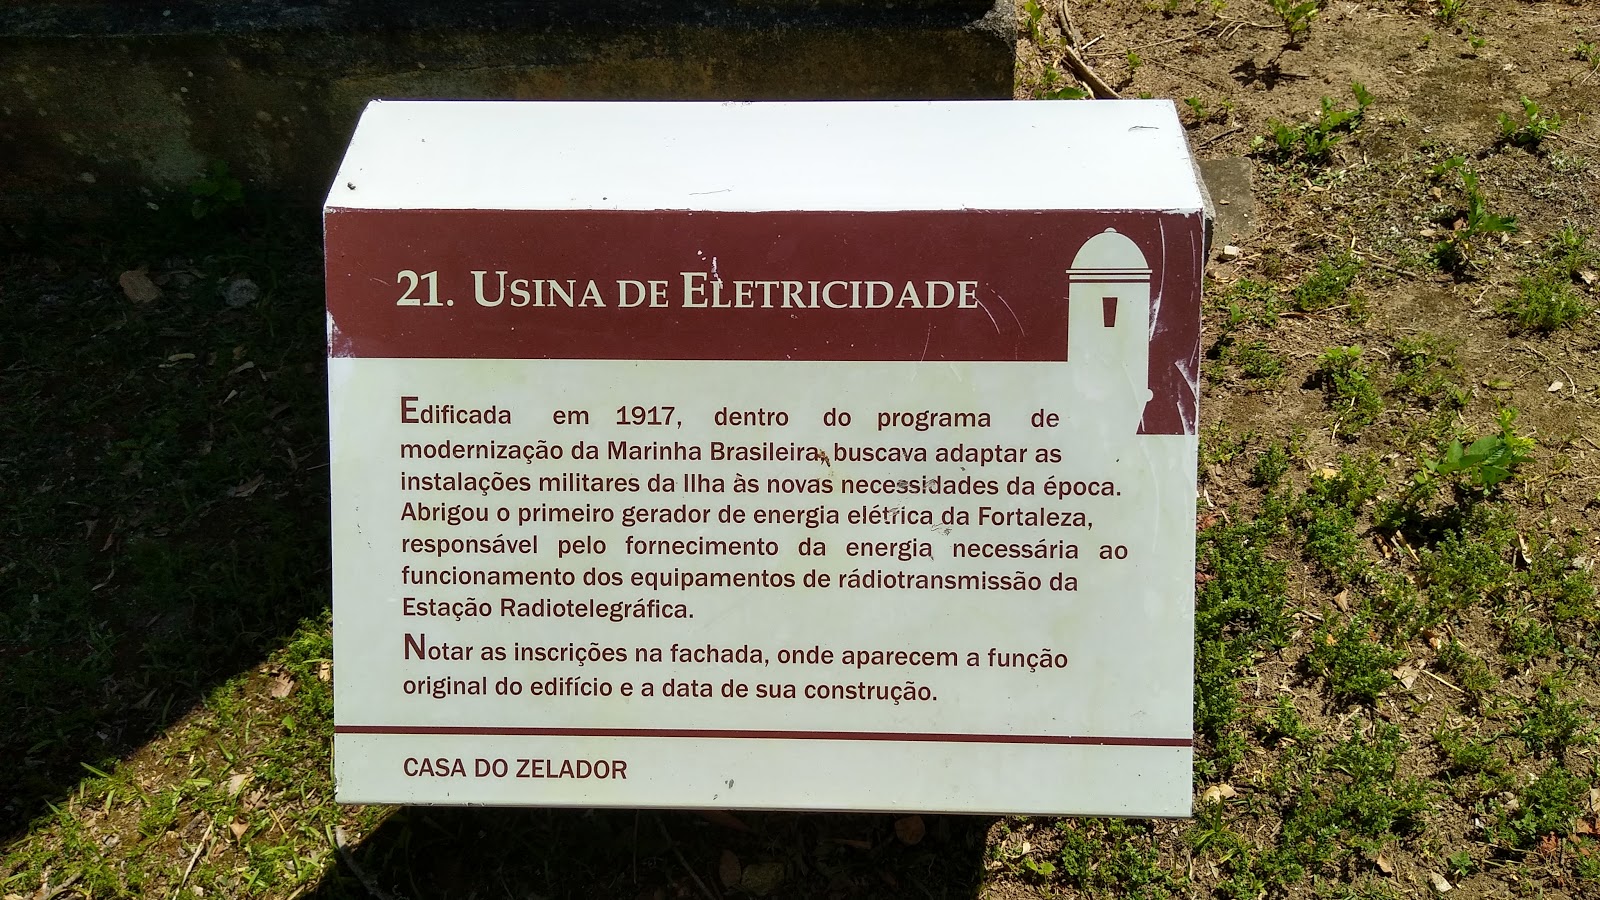 21. USINA DE ELETRICIDADE
Edificada em 1917, dentro do programa de
modernização da Marinha Brasileira, buscava adaptar as
instalações militares da Ilha às novas necessidades da época.
Abrigou o primeiro gerador de energia elétrica da Fortaleza,
responsável pelo fornecimento da energia necessária ao
funcionamento dos equipamentos de rádiotransmissão da
Estação Radiotelegráfica.
Notar as inscrições na fachada, onde aparecem a função
original do edifício e a data de sua construção.
CASA DO ZELADOR